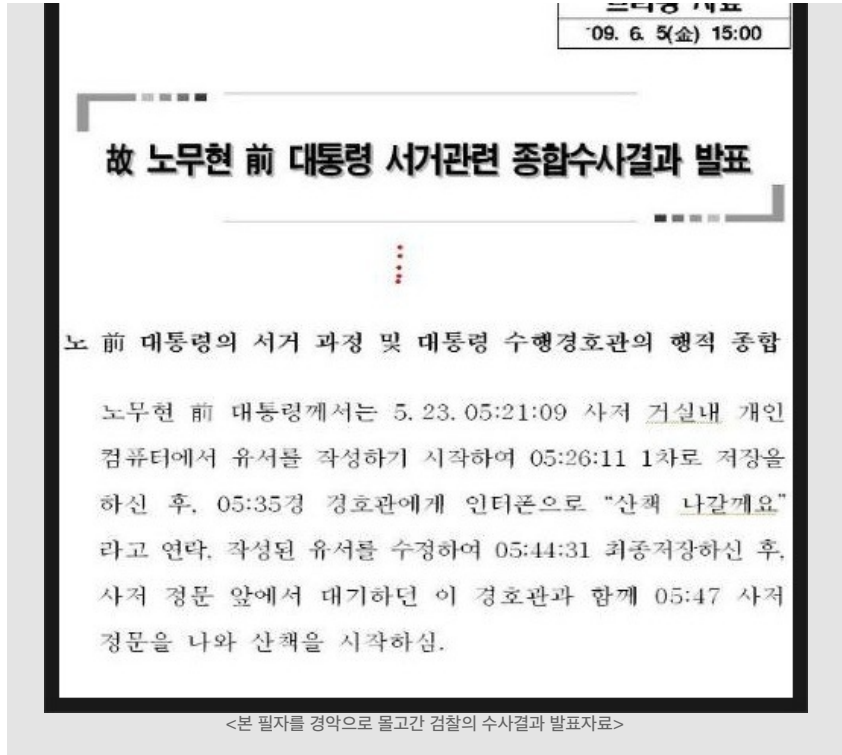 '09. 6. 5(金) 15:00
故 노무현 前 대통령 서거관련 종합수사결과 발표
노 前 대통령의 서거 과정 및 대통령 수행경호관의 행적 종합
노무현 前 대통령께서는 5. 23. 05:21:09 사저 거실내 개인
컴퓨터에서 유서를 작성하기 시작하여 05:26:11 1차로 저장을
하신 후, 05:35경 경호관에게 인터폰으로 “산책 나갈께요”
라고 연락, 작성된 유서를 수정하여 05:44:31 최종저장하신 후,
사저 정문 앞에서 대기하던 이 경호관과 함께 05:47 사저
정문을 나와 산책을 시작하심.
<본 필자를 경악으로 몰고간 검찰의 수사결과 발표자료>